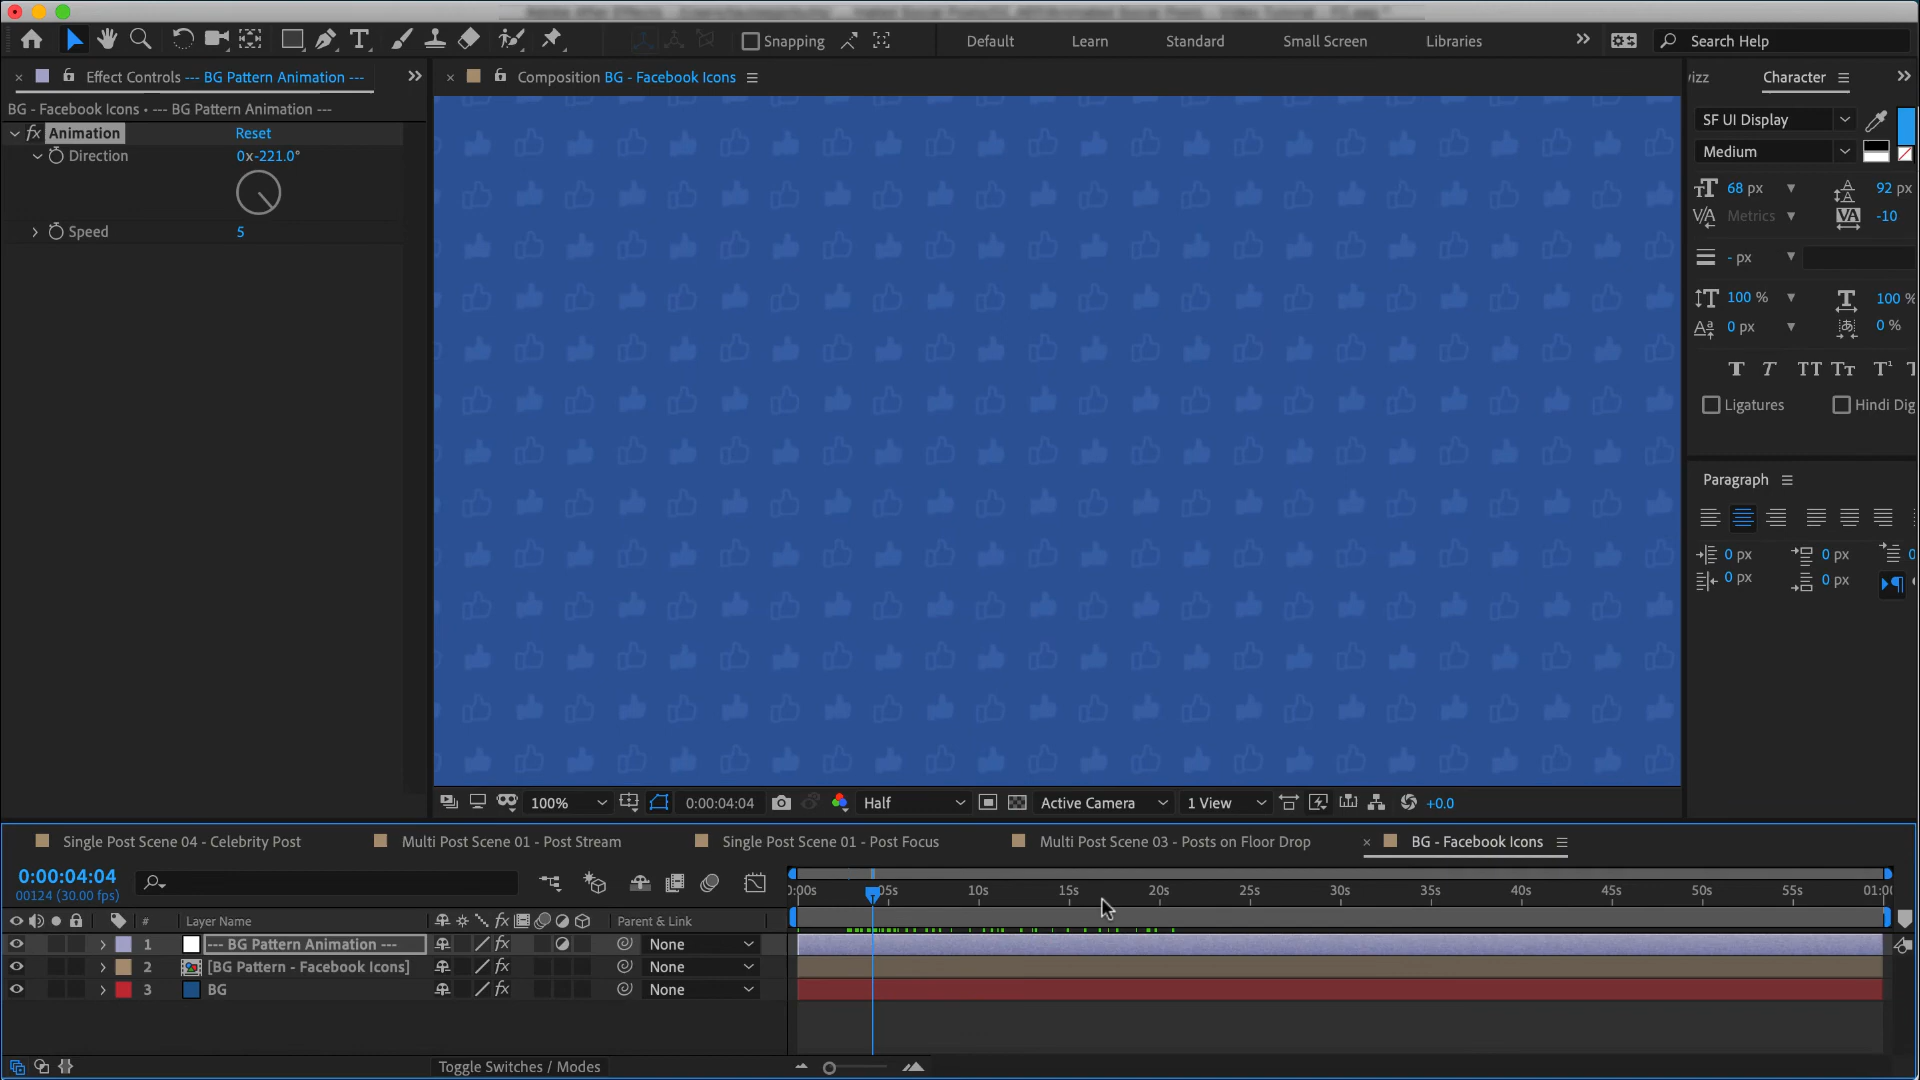 Snapping
Default
Learn
Standard
Small Screen
Libraries
Search Help
Effect Controls --- BG Pattern Animation ---
Composition BG - Facebook Icons
Character
BG - Facebook Icons • --- BG Pattern Animation ---
fx Animation
Reset
Direction
0x-221.0°
Speed
5
SF UI Display
Medium
68 px
92 px
Metrics
-10
- px
100 %
100 %
0 px
0 %
Ligatures
Hindi Dig
Paragraph
0 px
0 px
0 px
0 px
100%
0:00:04:04
Half
Active Camera
1 View
+0.0
Single Post Scene 04 - Celebrity Post
Multi Post Scene 01 - Post Stream
Single Post Scene 01 - Post Focus
Multi Post Scene 03 - Posts on Floor Drop
BG - Facebook Icons
0:00:04:04
00124 (30.00 fps)
):00s 05s 10s 15s 20s 25s 30s 35s 40s 45s 50s 55s 01:00
# Layer Name
Parent & Link
1 --- BG Pattern Animation --- None
2 [BG Pattern - Facebook Icons] None
3 BG None
Toggle Switches / Modes